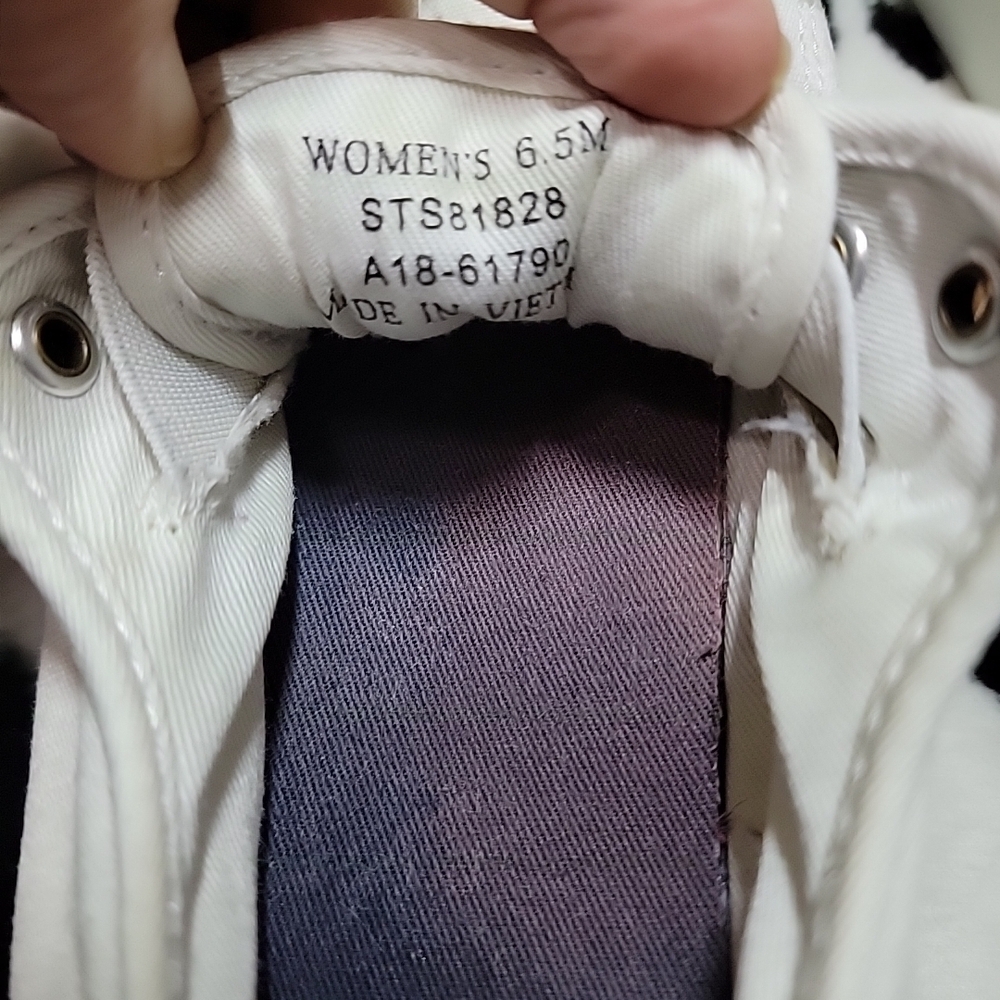 WOMEN'S 6.5M
STS81828
A18-61790
IN